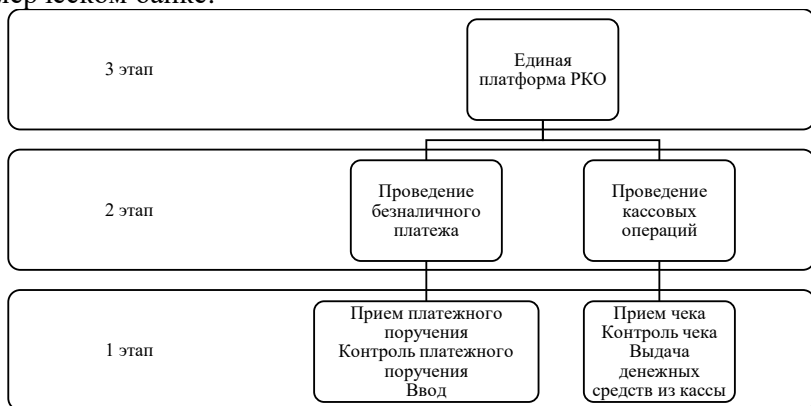 3 этап
Единая
платформа РКО
2 этап
Проведение
безналичного
платежа
Проведение
кассовых
операций
1 этап
Прием платежного
поручения
Контроль платежного
поручения
Ввод
Прием чека
Контроль чека
Выдача
денежных
средств из кассы